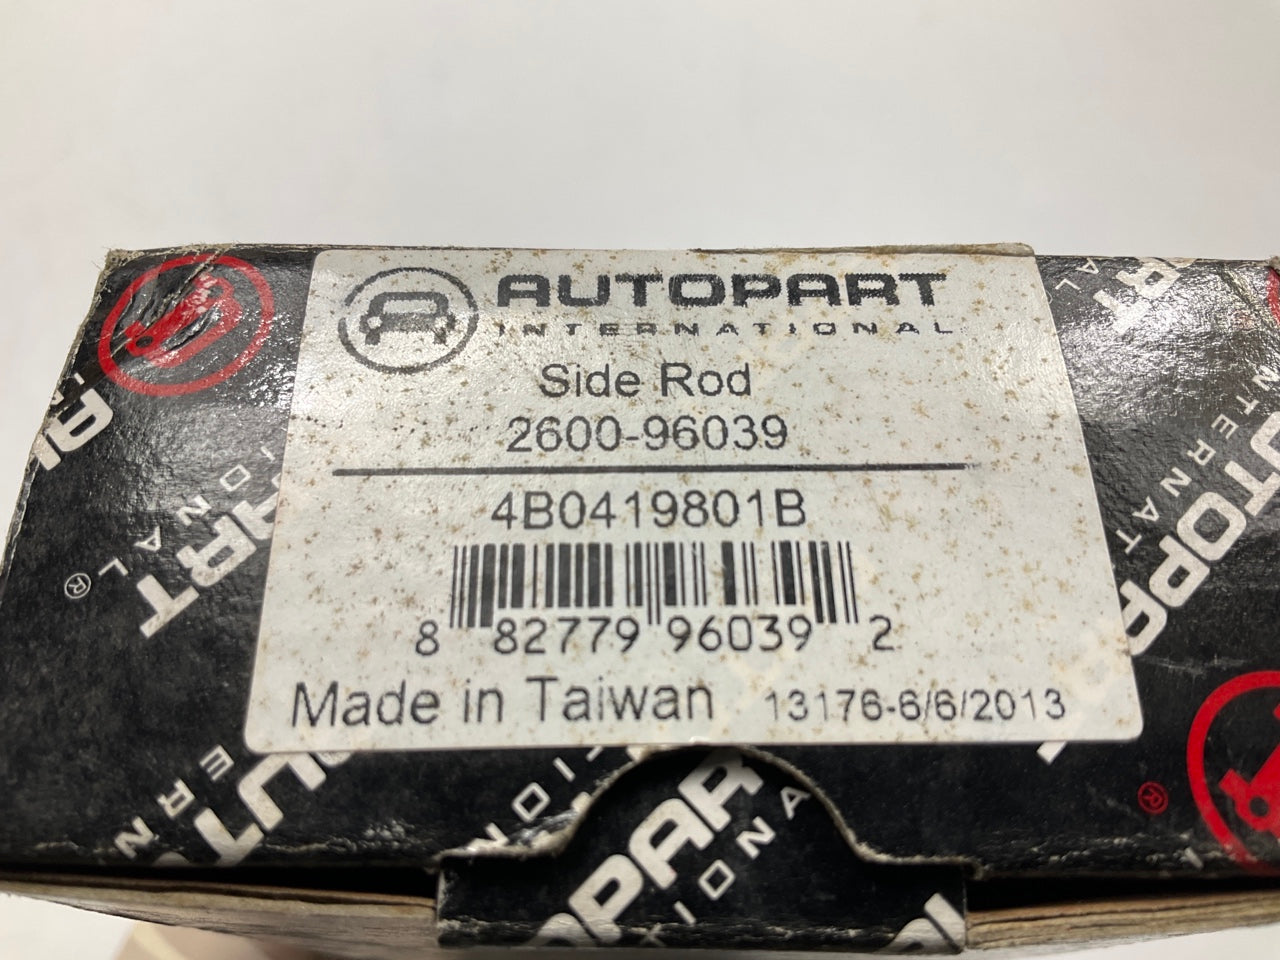 AUTOPART
INTERNATIONAL
Side Rod
2600-96039
4B0419801B
8 82779 96039 2
Made in Taiwan 13176-6/6/2013